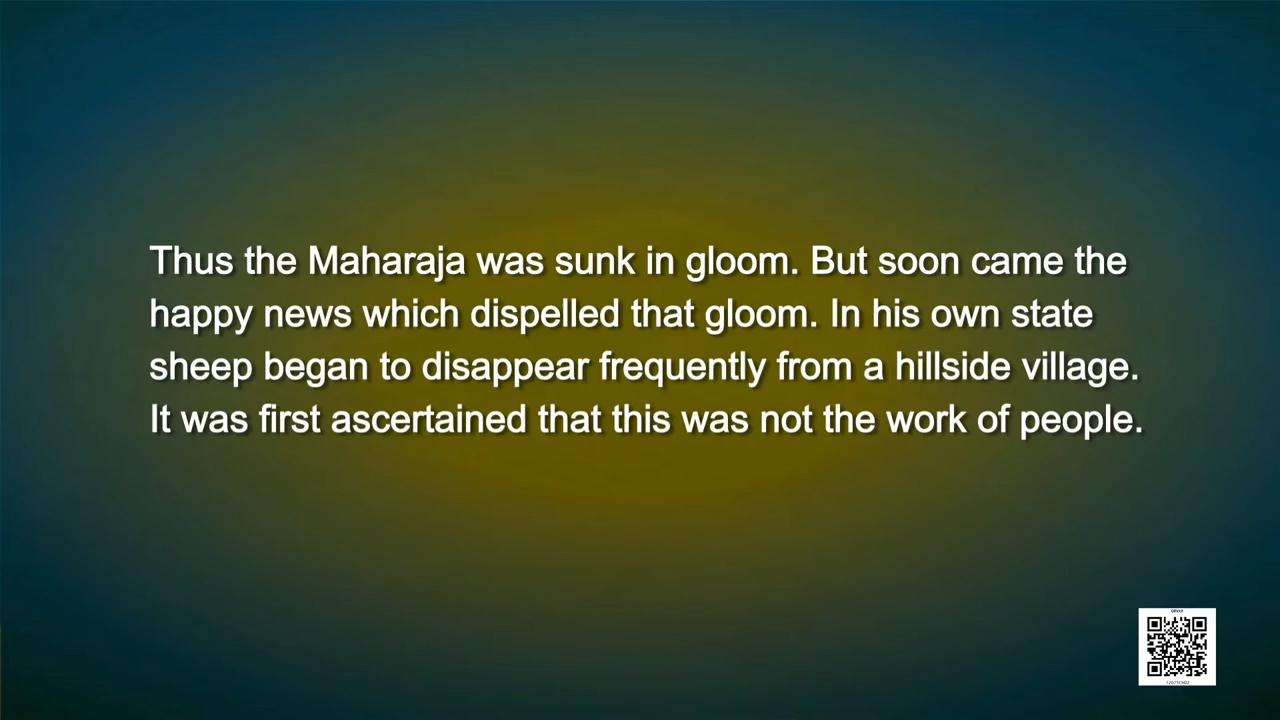 Thus the Maharaja was sunk in gloom. But soon came the
happy news which dispelled that gloom. In his own state
sheep began to disappear frequently from a hillside village.
It was first ascertained that this was not the work of people.